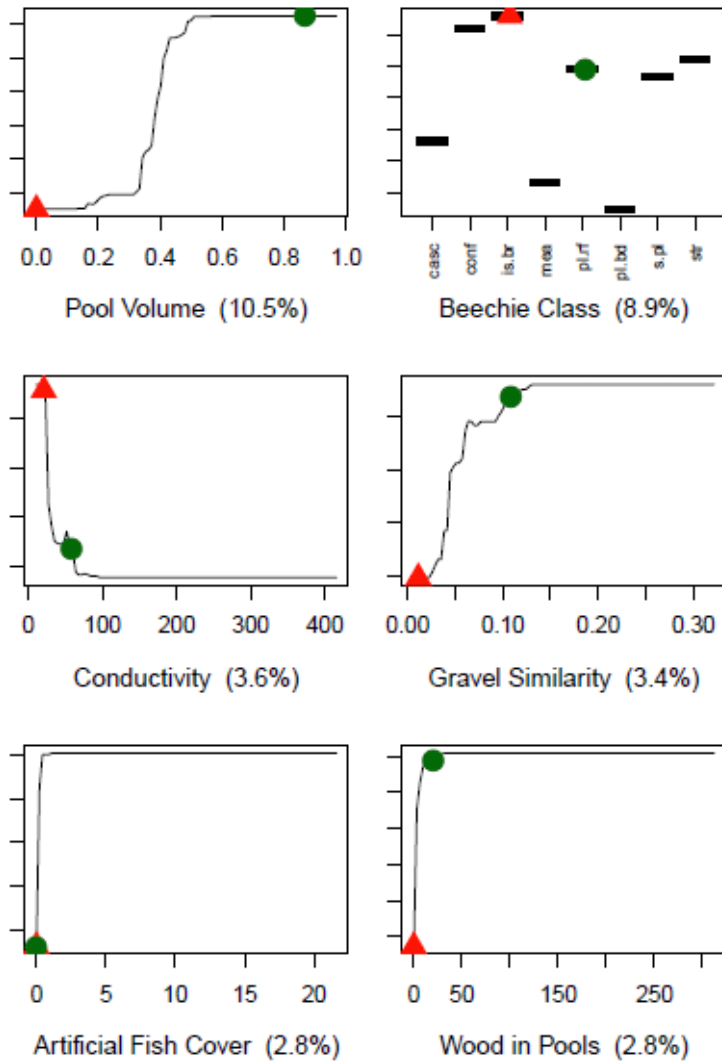 0.0 0.2 0.4 0.6 0.8 1.0
Pool Volume (10.5%)
casc conf is.br mea pl.rf pl.bd s.pl str
Beechie Class (8.9%)
0 100 200 300 400
Conductivity (3.6%)
0.00 0.10 0.20 0.30
Gravel Similarity (3.4%)
0 5 10 15 20
Artificial Fish Cover (2.8%)
0 50 150 250
Wood in Pools (2.8%)